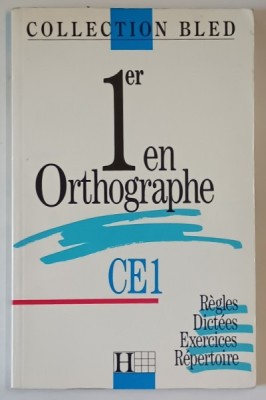 COLLECTION BLED
1er en
Orthographe
CE1
Règles
Dictées
Exercices
Répertoire
H